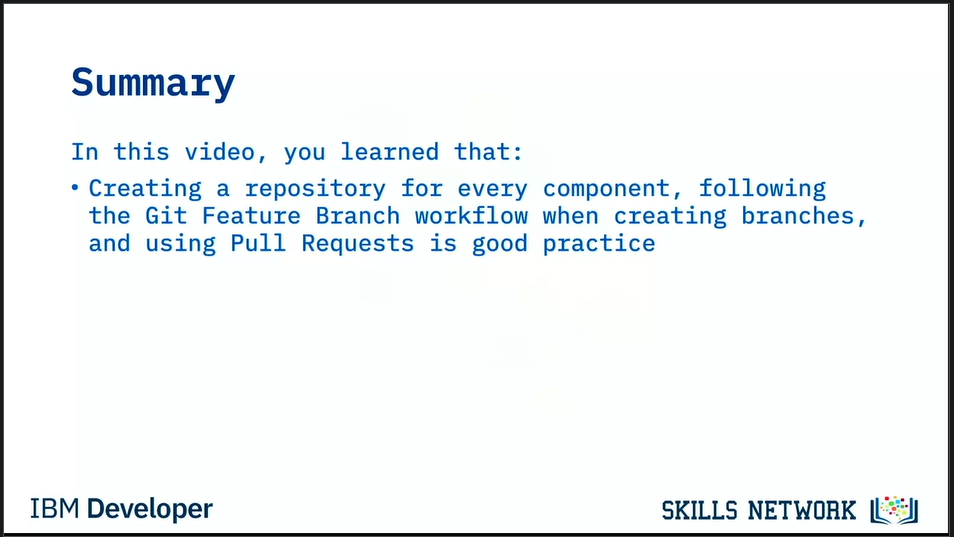 Summary
In this video, you learned that:
• Creating a repository for every component, following
the Git Feature Branch workflow when creating branches,
and using Pull Requests is good practice
IBM Developer
SKILLS NETWORK